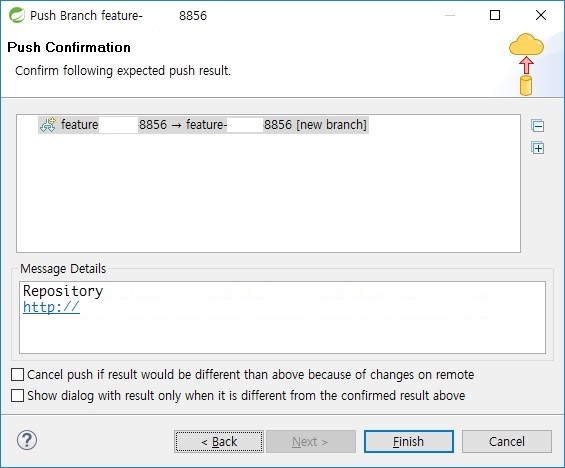 Push Branch feature- 8856
Push Confirmation
Confirm following expected push result.
feature 8856 → feature- 8856 [new branch]
Message Details
Repository
http://
Cancel push if result would be different than above because of changes on remote
Show dialog with result only when it is different from the confirmed result above
< Back
Next >
Finish
Cancel